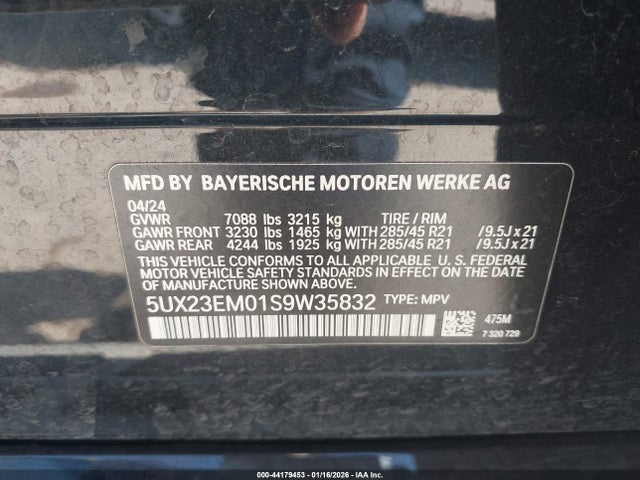 MFD BY BAYERISCHE MOTOREN WERKE AG
04/24
GVWR 7088 lbs 3215 kg TIRE / RIM
GAWR FRONT 3230 lbs 1465 kg WITH 285/45 R21 /9.5J x 21
GAWR REAR 4244 lbs 1925 kg WITH 285/45 R21 /9.5J x 21
THIS VEHICLE CONFORMS TO ALL APPLICABLE U. S. FEDERAL
MOTOR VEHICLE SAFETY STANDARDS IN EFFECT ON THE DATE
OF MANUFACTURE SHOWN ABOVE.
5UX23EM01S9W35832 TYPE: MPV
475M
7 320 729
000-44179453 - 01/16/2026 - IAA Inc.